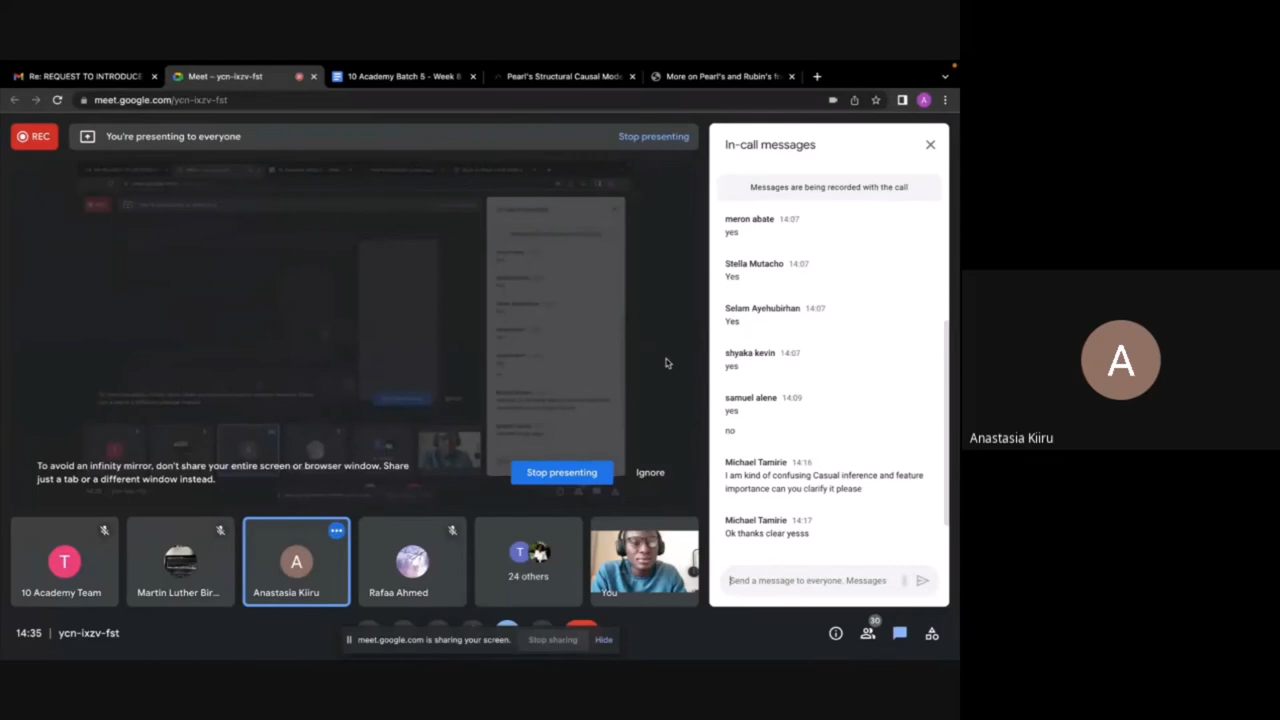 Re: REQUEST TO INTRODUCE
Meet – ycn-ixzv-fst
10 Academy Batch 5 - Week 8
Pearl's Structural Causal Mode
More on Pearl's and Rubin's fr
meet.google.com/ycn-ixzv-fst
A
REC
You're presenting to everyone
Stop presenting
To avoid an infinity mirror, don't share your entire screen or browser window. Share
just a tab or a different window instead.
Stop presenting
Ignore
T
10 Academy Team
Martin Luther Bir...
A
Anastasia Kiiru
Rafaa Ahmed
T
24 others
You
14:35 | ycn-ixzv-fst
meet.google.com is sharing your screen.
Stop sharing
Hide
In-call messages
Messages are being recorded with the call
meron abate 14:07
yes
Stella Mutacho 14:07
Yes
Selam Ayehubirhan 14:07
Yes
shyaka kevin 14:07
yes
samuel alene 14:09
yes
no
Michael Tamirie 14:16
I am kind of confusing Casual inference and feature
importance can you clarify it please
Michael Tamirie 14:17
Ok thanks clear yesss
Send a message to everyone. Messages
30
A
Anastasia Kiiru